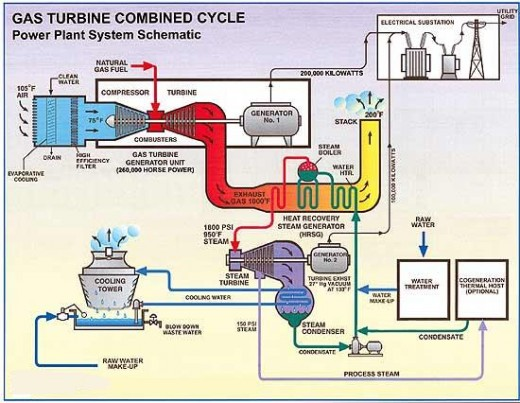 GAS TURBINE COMBINED CYCLE
Power Plant System Schematic
UTILITY
GRID
ELECTRICAL SUBSTATION
NATURAL
GAS FUEL
200,000 KILOWATTS
CLEAN
WATER
105°F
AIR
COMPRESSOR
TURBINE
75°F
GENERATOR
No. 1
COMBUSTERS
STACK
200°F
DRAIN
HIGH
EFFICIENCY
FILTER
EVAPORATIVE
COOLING
GAS TURBINE
GENERATOR UNIT
(260,000 HORSE POWER)
STEAM
BOILER
WATER
HTR.
100,000 KILOWATTS
EXHAUST
GAS 1000°F
HEAT RECOVERY
STEAM GENERATOR
(HRSG)
1800 PSI
950°F
STEAM
RAW
WATER
GENERATOR
No. 2
STEAM
TURBINE
TURBINE EXHST
27" Hg VACUUM
AT 133°F
COOLING
TOWER
COOLING WATER
WATER
MAKE-UP
WATER
TREATMENT
COGENERATION
THERMAL HOST
(OPTIONAL)
BLOW DOWN
WASTE WATER
150 PSI
STEAM
STEAM
CONDENSER
CONDENSATE
CONDENSATE
RAW WATER
MAKE-UP
PROCESS STEAM